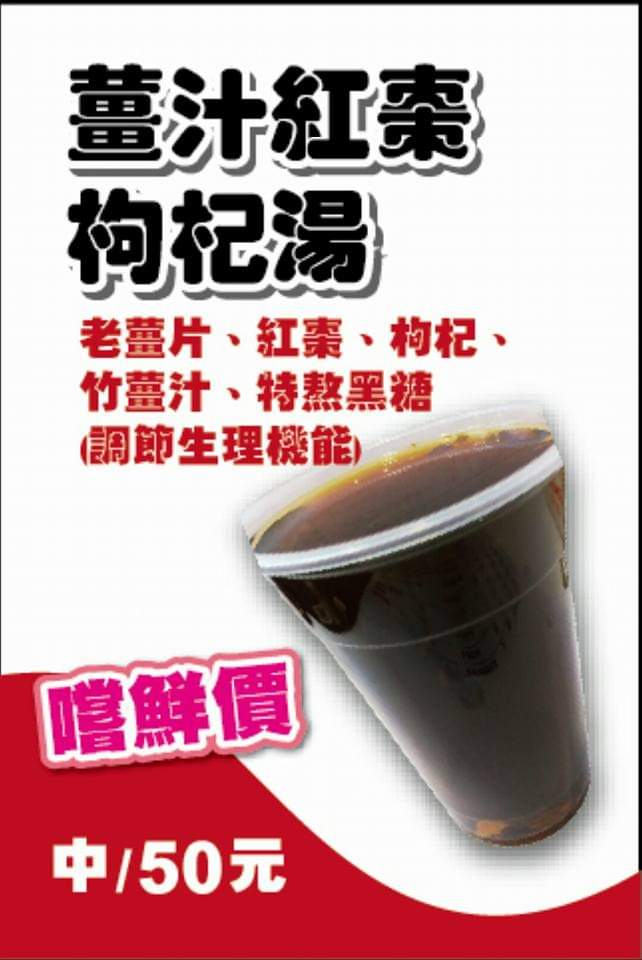 薑汁紅棗
枸杞湯
老薑片、紅棗、枸杞、
竹薑汁、特熬黑糖
(調節生理機能)
嚐鮮價
中/50元